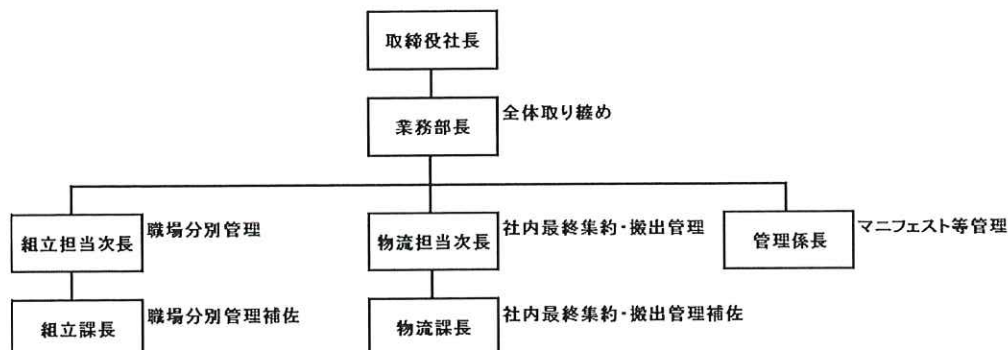 取締役社長
業務部長
全体取り纏め
組立担当次長
職場分別管理
物流担当次長
社内最終集約・搬出管理
管理係長
マニフェスト等管理
組立課長
職場分別管理補佐
物流課長
社内最終集約・搬出管理補佐